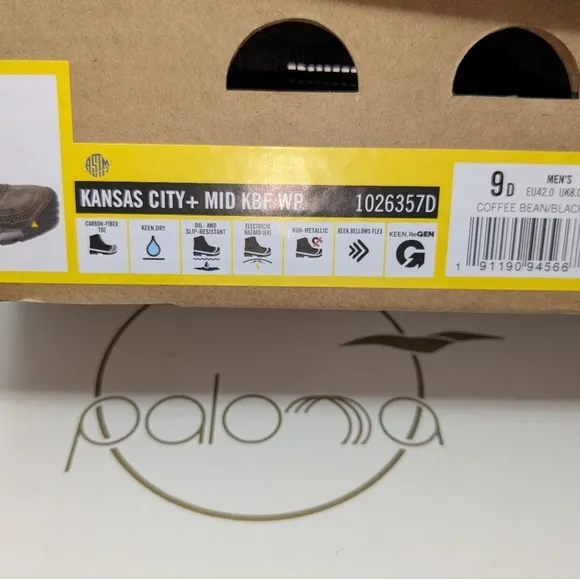 ASTM
KANSAS CITY+ MID KBF WP 1026357D
CARBON-FIBER TOE
KEEN.DRY
OIL- AND SLIP-RESISTANT
ELECTRICAL HAZARD (EH)
NON-METALLIC
KEEN.BELLOWS FLEX
KEEN.ReGEN
9 D
MEN'S
EU42.0 UK8.0
COFFEE BEAN/BLACK
1 91190 94566
paloma